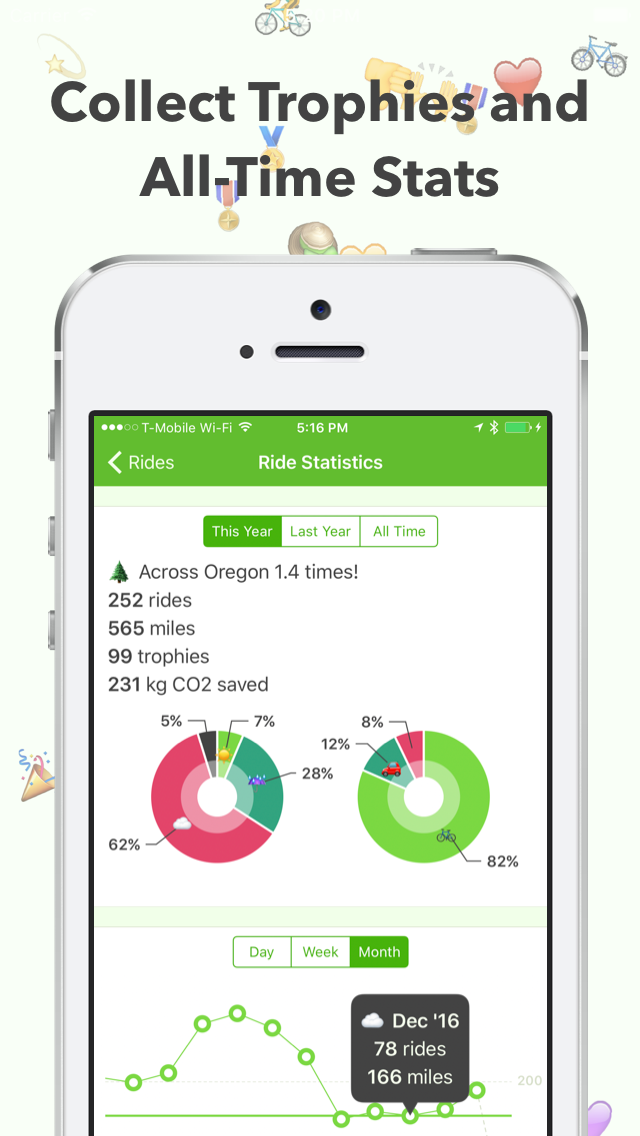 Collect Trophies and
All-Time Stats
T-Mobile Wi-Fi 5:16 PM
Rides Ride Statistics
This Year Last Year All Time
Across Oregon 1.4 times!
252 rides
565 miles
99 trophies
231 kg CO2 saved
5% 7% 8%
12%
28%
62%
82%
Day Week Month
Dec '16
78 rides
166 miles
200